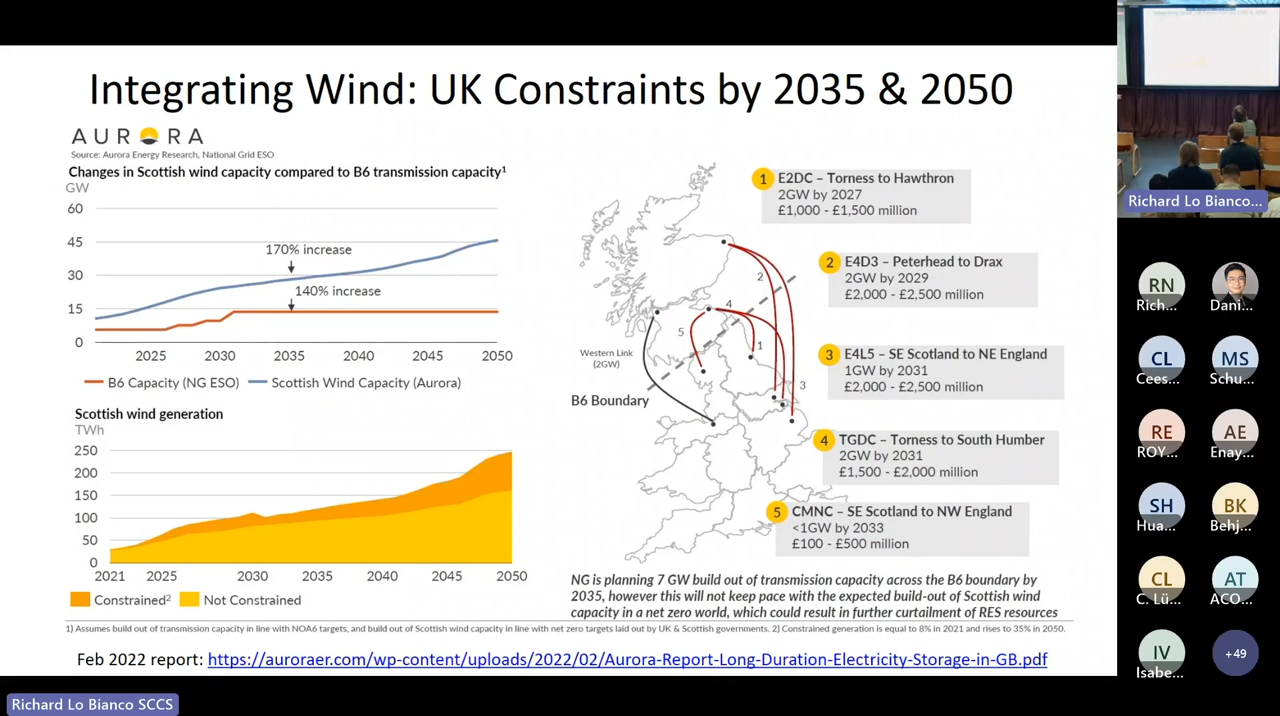 Integrating Wind: UK Constraints by 2035 & 2050
AURORA
Source: Aurora Energy Research, National Grid ESO
Changes in Scottish wind capacity compared to B6 transmission capacity¹
GW
60
45
30
15
0
170% increase
140% increase
2025
2030
2035
2040
2045
2050
B6 Capacity (NG ESO)
Scottish Wind Capacity (Aurora)
Scottish wind generation
TWh
250
200
150
100
50
0
2021
2025
2030
2035
2040
2045
2050
Constrained²
Not Constrained
Western Link
(2GW)
B6 Boundary
2
4
5
1
3
1
E2DC – Torness to Hawthron
2GW by 2027
£1,000 - £1,500 million
2
E4D3 – Peterhead to Drax
2GW by 2029
£2,000 - £2,500 million
3
E4L5 – SE Scotland to NE England
1GW by 2031
£2,000 - £2,500 million
4
TGDC – Torness to South Humber
2GW by 2031
£1,500 - £2,000 million
5
CMNC – SE Scotland to NW England
<1GW by 2033
£100 - £500 million
NG is planning 7 GW build out of transmission capacity across the B6 boundary by
2035, however this will not keep pace with the expected build-out of Scottish wind
capacity in a net zero world, which could result in further curtailment of RES resources
1) Assumes build out of transmission capacity in line with NOA6 targets, and build out of Scottish wind capacity in line with net zero targets laid out by UK & Scottish governments. 2) Constrained generation is equal to 8% in 2021 and rises to 35% in 2050.
Feb 2022 report: https://auroraer.com/wp-content/uploads/2022/02/Aurora-Report-Long-Duration-Electricity-Storage-in-GB.pdf
Richard Lo Bianco SCCS
Richard Lo Bianco...
RN
Rich...
Dani...
CL
Cees...
MS
Schu...
RE
ROY...
AE
Enay...
SH
Hua...
BK
Behj...
CL
C. Lü...
AT
ACO...
IV
Isabe...
+49